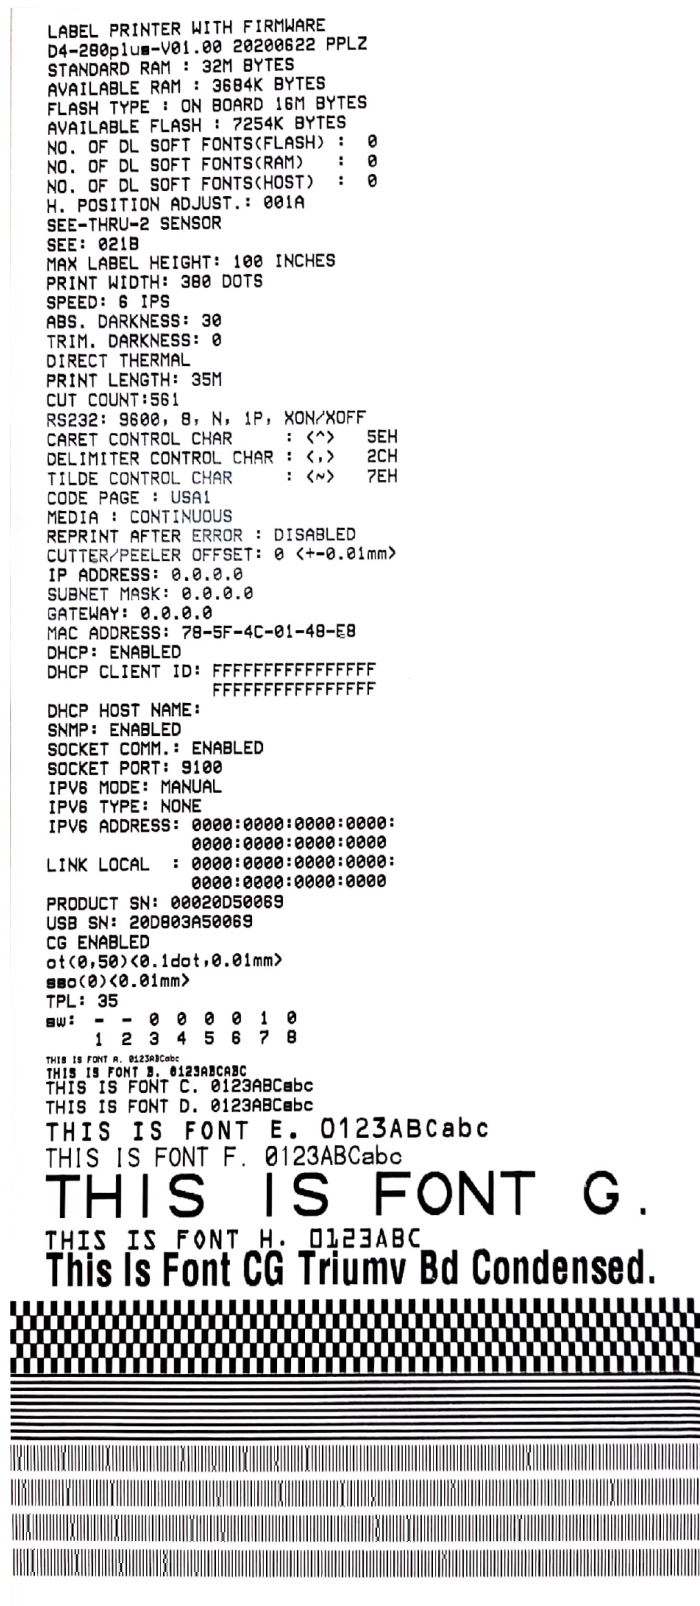 LABEL PRINTER WITH FIRMWARE
D4-280plus-V01.00 20200622 PPLZ
STANDARD RAM : 32M BYTES
AVAILABLE RAM : 3684K BYTES
FLASH TYPE : ON BOARD 16M BYTES
AVAILABLE FLASH : 7254K BYTES
NO. OF DL SOFT FONTS(FLASH) : 0
NO. OF DL SOFT FONTS(RAM) : 0
NO. OF DL SOFT FONTS(HOST) : 0
H. POSITION ADJUST.: 001A
SEE-THRU-2 SENSOR
SEE: 021B
MAX LABEL HEIGHT: 100 INCHES
PRINT WIDTH: 380 DOTS
SPEED: 6 IPS
ABS. DARKNESS: 30
TRIM. DARKNESS: 0
DIRECT THERMAL
PRINT LENGTH: 35M
CUT COUNT:561
RS232: 9600, 8, N, 1P, XON/XOFF
CARET CONTROL CHAR : <^> 5EH
DELIMITER CONTROL CHAR : <,> 2CH
TILDE CONTROL CHAR : <~> 7EH
CODE PAGE : USA1
MEDIA : CONTINUOUS
REPRINT AFTER ERROR : DISABLED
CUTTER/PEELER OFFSET: 0 <+-0.01mm>
IP ADDRESS: 0.0.0.0
SUBNET MASK: 0.0.0.0
GATEWAY: 0.0.0.0
MAC ADDRESS: 78-5F-4C-01-48-E8
DHCP: ENABLED
DHCP CLIENT ID: FFFFFFFFFFFFFFFF
FFFFFFFFFFFFFFFF
DHCP HOST NAME:
SNMP: ENABLED
SOCKET COMM.: ENABLED
SOCKET PORT: 9100
IPV6 MODE: MANUAL
IPV6 TYPE: NONE
IPV6 ADDRESS: 0000:0000:0000:0000:
0000:0000:0000:0000
LINK LOCAL : 0000:0000:0000:0000:
0000:0000:0000:0000
PRODUCT SN: 00020D50069
USB SN: 20D803A50069
CG ENABLED
ot(0,50)<0.1dot,0.01mm>
sso(0)<0.01mm>
TPL: 35
sw: - - 0 0 0 0 1 0
1 2 3 4 5 6 7 8
THIS IS FONT A. 0123ABCabc
THIS IS FONT B. 0123ABCABC
THIS IS FONT C. 0123ABCabc
THIS IS FONT D. 0123ABCabc
THIS IS FONT E. 0123ABCabc
THIS IS FONT F. 0123ABCabc
THIS IS FONT G.
THIS IS FONT H. 0123ABC
This Is Font CG Triumv Bd Condensed.